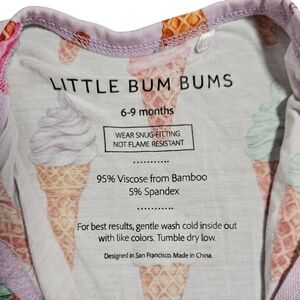 LITTLE BUM BUMS
6-9 months
WEAR SNUG-FITTING
NOT FLAME RESISTANT
95% Viscose from Bamboo
5% Spandex
For best results, gentle wash cold inside out
with like colors. Tumble dry low.
Designed in San Francisco. Made in China.